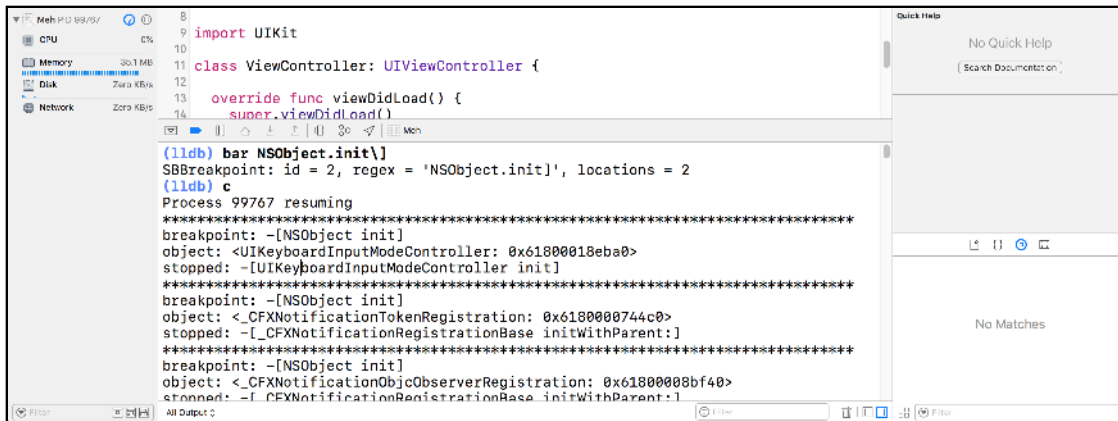 Meh PID 99767
CPU 0%
Memory 35.1 MB
Disk Zero KB/s
Network Zero KB/s
Filter
8
9 import UIKit
10
11 class ViewController: UIViewController {
12
13 override func viewDidLoad() {
14 super.viewDidLoad()
Meh
(lldb) bar NSObject.init\]
SBBreakpoint: id = 2, regex = 'NSObject.init]', locations = 2
(lldb) c
Process 99767 resuming
********************************************************************************
breakpoint: -[NSObject init]
object: <UIKeyboardInputModeController: 0x61800018eba0>
stopped: -[UIKeyboardInputModeController init]
********************************************************************************
breakpoint: -[NSObject init]
object: <_CFXNotificationTokenRegistration: 0x6180000744c0>
stopped: -[_CFXNotificationRegistrationBase initWithParent:]
********************************************************************************
breakpoint: -[NSObject init]
object: <_CFXNotificationObjcObserverRegistration: 0x61800008bf40>
stopped: -[_CFXNotificationRegistrationBase initWithParent:]
All Output
Filter
Quick Help
No Quick Help
Search Documentation
No Matches
Filter